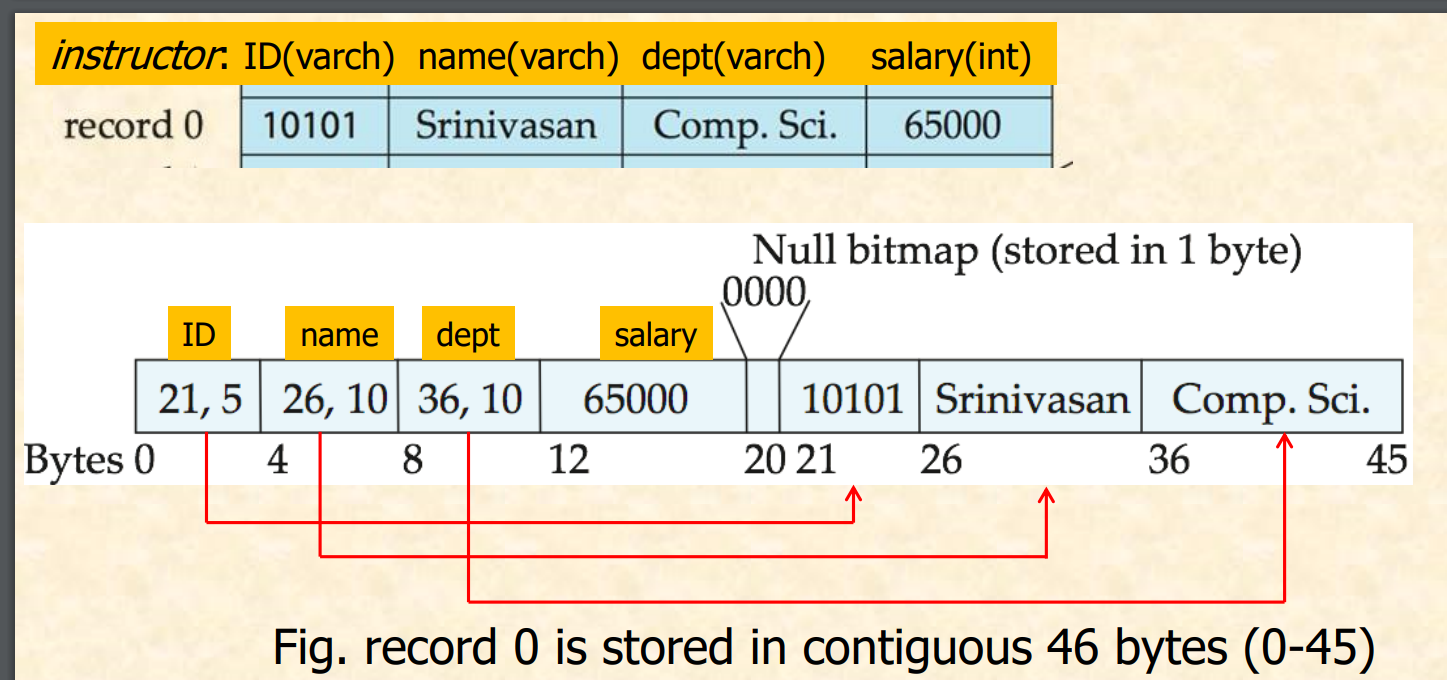 instructor: ID(varch) name(varch) dept(varch) salary(int)
record 0 10101 Srinivasan Comp. Sci. 65000
Null bitmap (stored in 1 byte)
0000
ID name dept salary
21, 5 26, 10 36, 10 65000 10101 Srinivasan Comp. Sci.
Bytes 0 4 8 12 20 21 26 36 45
Fig. record 0 is stored in contiguous 46 bytes (0-45)